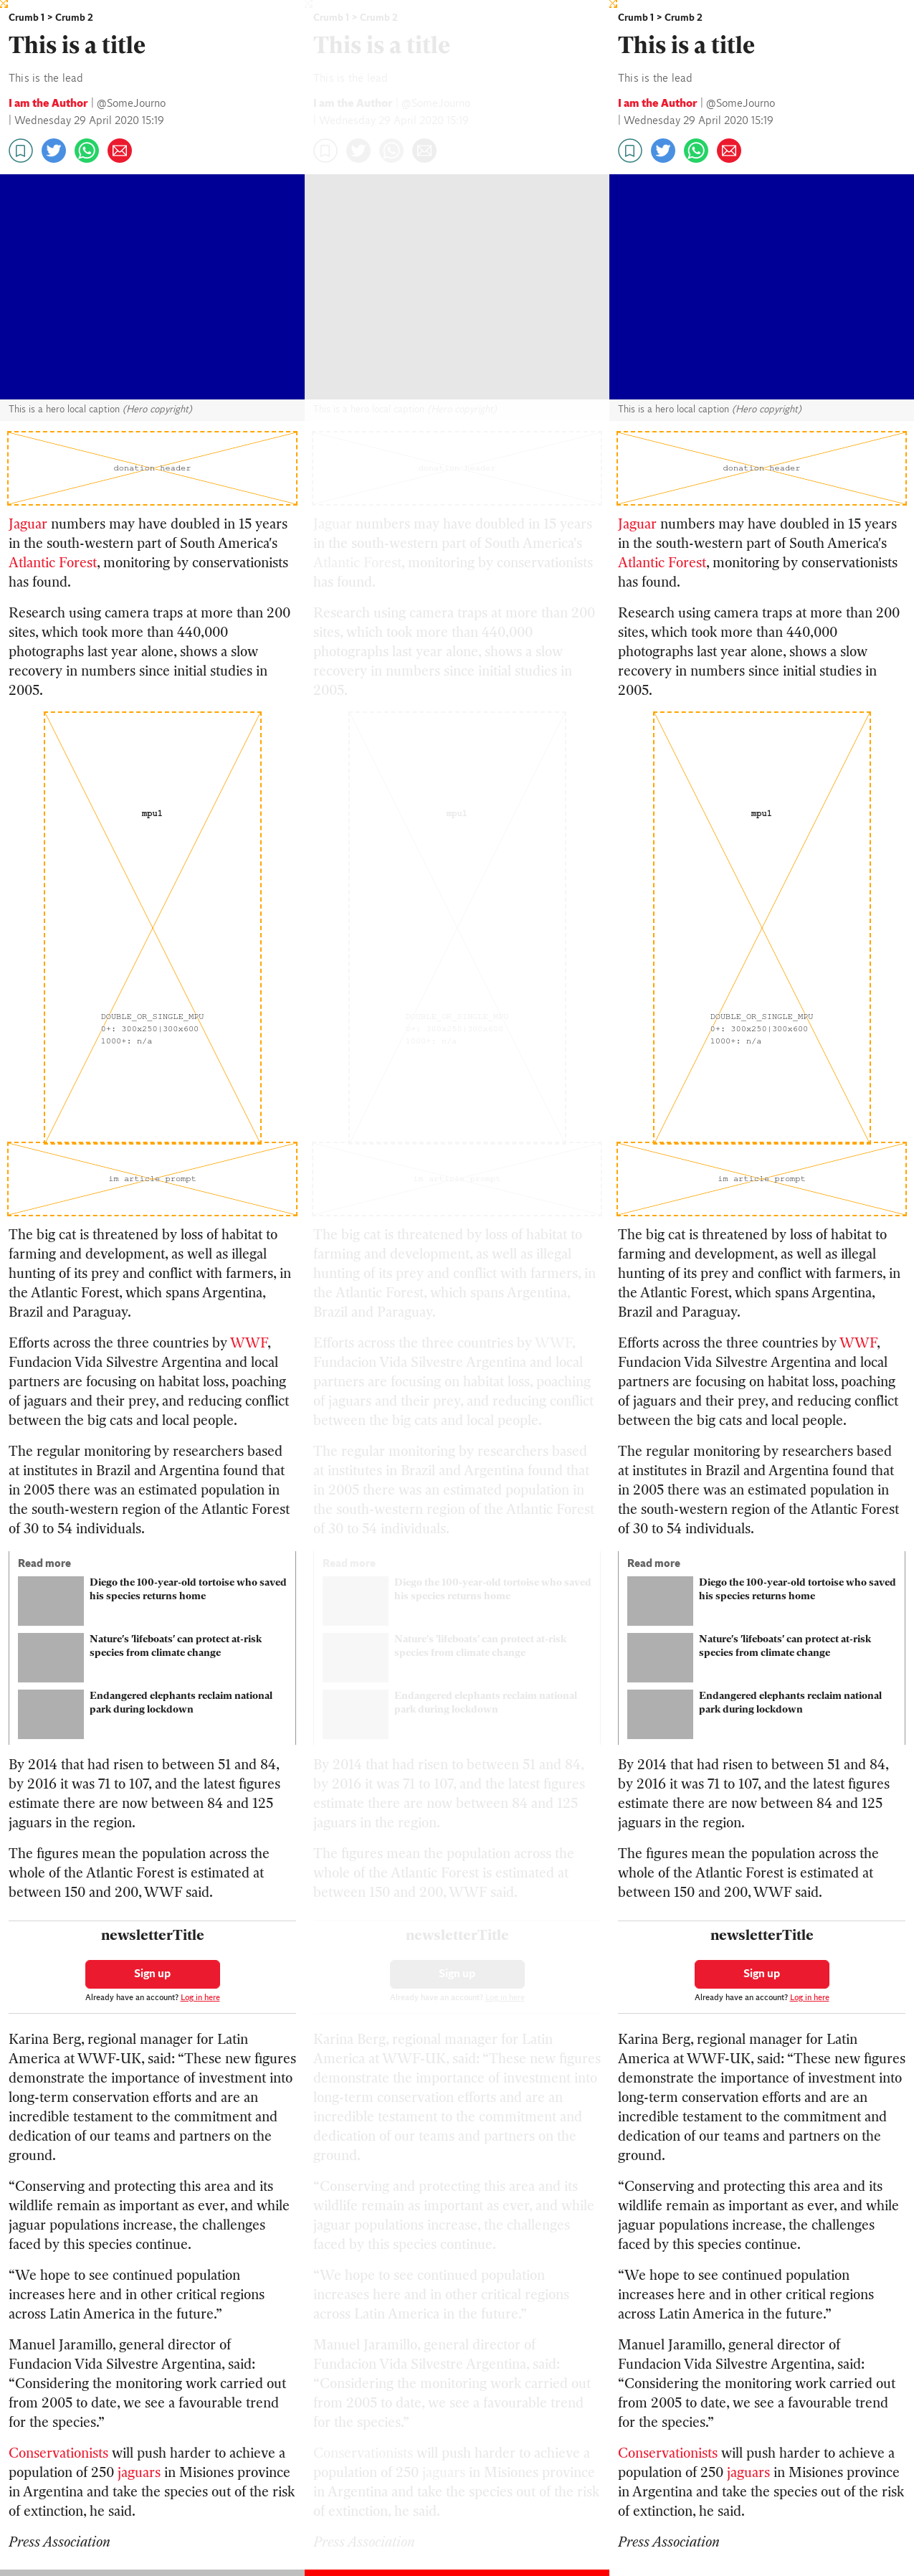 Crumb 1 > Crumb 2
This is a title
This is the lead
I am the Author | @SomeJourno
| Wednesday 29 April 2020 15:19
This is a hero local caption (Hero copyright)
donation header
Jaguar numbers may have doubled in 15 years
in the south-western part of South America's
Atlantic Forest, monitoring by conservationists
has found.
Research using camera traps at more than 200
sites, which took more than 440,000
photographs last year alone, shows a slow
recovery in numbers since initial studies in
2005.
mpu1
DOUBLE_OR_SINGLE_MPU
0+: 300x250|300x600
1000+: n/a
im article prompt
The big cat is threatened by loss of habitat to
farming and development, as well as illegal
hunting of its prey and conflict with farmers, in
the Atlantic Forest, which spans Argentina,
Brazil and Paraguay.
Efforts across the three countries by WWF,
Fundacion Vida Silvestre Argentina and local
partners are focusing on habitat loss, poaching
of jaguars and their prey, and reducing conflict
between the big cats and local people.
The regular monitoring by researchers based
at institutes in Brazil and Argentina found that
in 2005 there was an estimated population in
the south-western region of the Atlantic Forest
of 30 to 54 individuals.
Read more
Diego the 100-year-old tortoise who saved
his species returns home
Nature's 'lifeboats' can protect at-risk
species from climate change
Endangered elephants reclaim national
park during lockdown
By 2014 that had risen to between 51 and 84,
by 2016 it was 71 to 107, and the latest figures
estimate there are now between 84 and 125
jaguars in the region.
The figures mean the population across the
whole of the Atlantic Forest is estimated at
between 150 and 200, WWF said.
newsletterTitle
Sign up
Already have an account? Log in here
Karina Berg, regional manager for Latin
America at WWF-UK, said: “These new figures
demonstrate the importance of investment into
long-term conservation efforts and are an
incredible testament to the commitment and
dedication of our teams and partners on the
ground.
“Conserving and protecting this area and its
wildlife remain as important as ever, and while
jaguar populations increase, the challenges
faced by this species continue.
“We hope to see continued population
increases here and in other critical regions
across Latin America in the future.”
Manuel Jaramillo, general director of
Fundacion Vida Silvestre Argentina, said:
“Considering the monitoring work carried out
from 2005 to date, we see a favourable trend
for the species.”
Conservationists will push harder to achieve a
population of 250 jaguars in Misiones province
in Argentina and take the species out of the risk
of extinction, he said.
Press Association
Crumb 1 > Crumb 2
This is a title
This is the lead
I am the Author | @SomeJourno
| Wednesday 29 April 2020 15:19
This is a hero local caption (Hero copyright)
donation header
Jaguar numbers may have doubled in 15 years
in the south-western part of South America's
Atlantic Forest, monitoring by conservationists
has found.
Research using camera traps at more than 200
sites, which took more than 440,000
photographs last year alone, shows a slow
recovery in numbers since initial studies in
2005.
mpu1
DOUBLE_OR_SINGLE_MPU
0+: 300x250|300x600
1000+: n/a
im article prompt
The big cat is threatened by loss of habitat to
farming and development, as well as illegal
hunting of its prey and conflict with farmers, in
the Atlantic Forest, which spans Argentina,
Brazil and Paraguay.
Efforts across the three countries by WWF,
Fundacion Vida Silvestre Argentina and local
partners are focusing on habitat loss, poaching
of jaguars and their prey, and reducing conflict
between the big cats and local people.
The regular monitoring by researchers based
at institutes in Brazil and Argentina found that
in 2005 there was an estimated population in
the south-western region of the Atlantic Forest
of 30 to 54 individuals.
Read more
Diego the 100-year-old tortoise who saved
his species returns home
Nature's 'lifeboats' can protect at-risk
species from climate change
Endangered elephants reclaim national
park during lockdown
By 2014 that had risen to between 51 and 84,
by 2016 it was 71 to 107, and the latest figures
estimate there are now between 84 and 125
jaguars in the region.
The figures mean the population across the
whole of the Atlantic Forest is estimated at
between 150 and 200, WWF said.
newsletterTitle
Sign up
Already have an account? Log in here
Karina Berg, regional manager for Latin
America at WWF-UK, said: “These new figures
demonstrate the importance of investment into
long-term conservation efforts and are an
incredible testament to the commitment and
dedication of our teams and partners on the
ground.
“Conserving and protecting this area and its
wildlife remain as important as ever, and while
jaguar populations increase, the challenges
faced by this species continue.
“We hope to see continued population
increases here and in other critical regions
across Latin America in the future.”
Manuel Jaramillo, general director of
Fundacion Vida Silvestre Argentina, said:
“Considering the monitoring work carried out
from 2005 to date, we see a favourable trend
for the species.”
Conservationists will push harder to achieve a
population of 250 jaguars in Misiones province
in Argentina and take the species out of the risk
of extinction, he said.
Press Association
Crumb 1 > Crumb 2
This is a title
This is the lead
I am the Author | @SomeJourno
| Wednesday 29 April 2020 15:19
This is a hero local caption (Hero copyright)
donation header
Jaguar numbers may have doubled in 15 years
in the south-western part of South America's
Atlantic Forest, monitoring by conservationists
has found.
Research using camera traps at more than 200
sites, which took more than 440,000
photographs last year alone, shows a slow
recovery in numbers since initial studies in
2005.
mpu1
DOUBLE_OR_SINGLE_MPU
0+: 300x250|300x600
1000+: n/a
im article prompt
The big cat is threatened by loss of habitat to
farming and development, as well as illegal
hunting of its prey and conflict with farmers, in
the Atlantic Forest, which spans Argentina,
Brazil and Paraguay.
Efforts across the three countries by WWF,
Fundacion Vida Silvestre Argentina and local
partners are focusing on habitat loss, poaching
of jaguars and their prey, and reducing conflict
between the big cats and local people.
The regular monitoring by researchers based
at institutes in Brazil and Argentina found that
in 2005 there was an estimated population in
the south-western region of the Atlantic Forest
of 30 to 54 individuals.
Read more
Diego the 100-year-old tortoise who saved
his species returns home
Nature's 'lifeboats' can protect at-risk
species from climate change
Endangered elephants reclaim national
park during lockdown
By 2014 that had risen to between 51 and 84,
by 2016 it was 71 to 107, and the latest figures
estimate there are now between 84 and 125
jaguars in the region.
The figures mean the population across the
whole of the Atlantic Forest is estimated at
between 150 and 200, WWF said.
newsletterTitle
Sign up
Already have an account? Log in here
Karina Berg, regional manager for Latin
America at WWF-UK, said: “These new figures
demonstrate the importance of investment into
long-term conservation efforts and are an
incredible testament to the commitment and
dedication of our teams and partners on the
ground.
“Conserving and protecting this area and its
wildlife remain as important as ever, and while
jaguar populations increase, the challenges
faced by this species continue.
“We hope to see continued population
increases here and in other critical regions
across Latin America in the future.”
Manuel Jaramillo, general director of
Fundacion Vida Silvestre Argentina, said:
“Considering the monitoring work carried out
from 2005 to date, we see a favourable trend
for the species.”
Conservationists will push harder to achieve a
population of 250 jaguars in Misiones province
in Argentina and take the species out of the risk
of extinction, he said.
Press Association